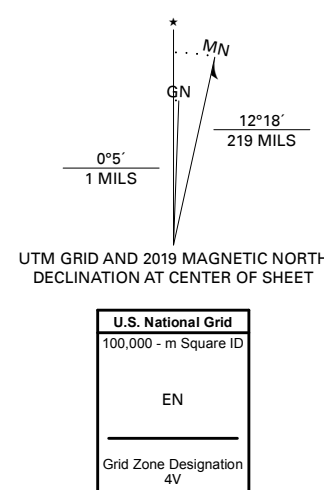 ★
MN
GN
12°18´
219 MILS
0°5´
1 MILS
UTM GRID AND 2019 MAGNETIC NORTH
DECLINATION AT CENTER OF SHEET
U.S. National Grid
100,000 - m Square ID
EN
Grid Zone Designation
4V